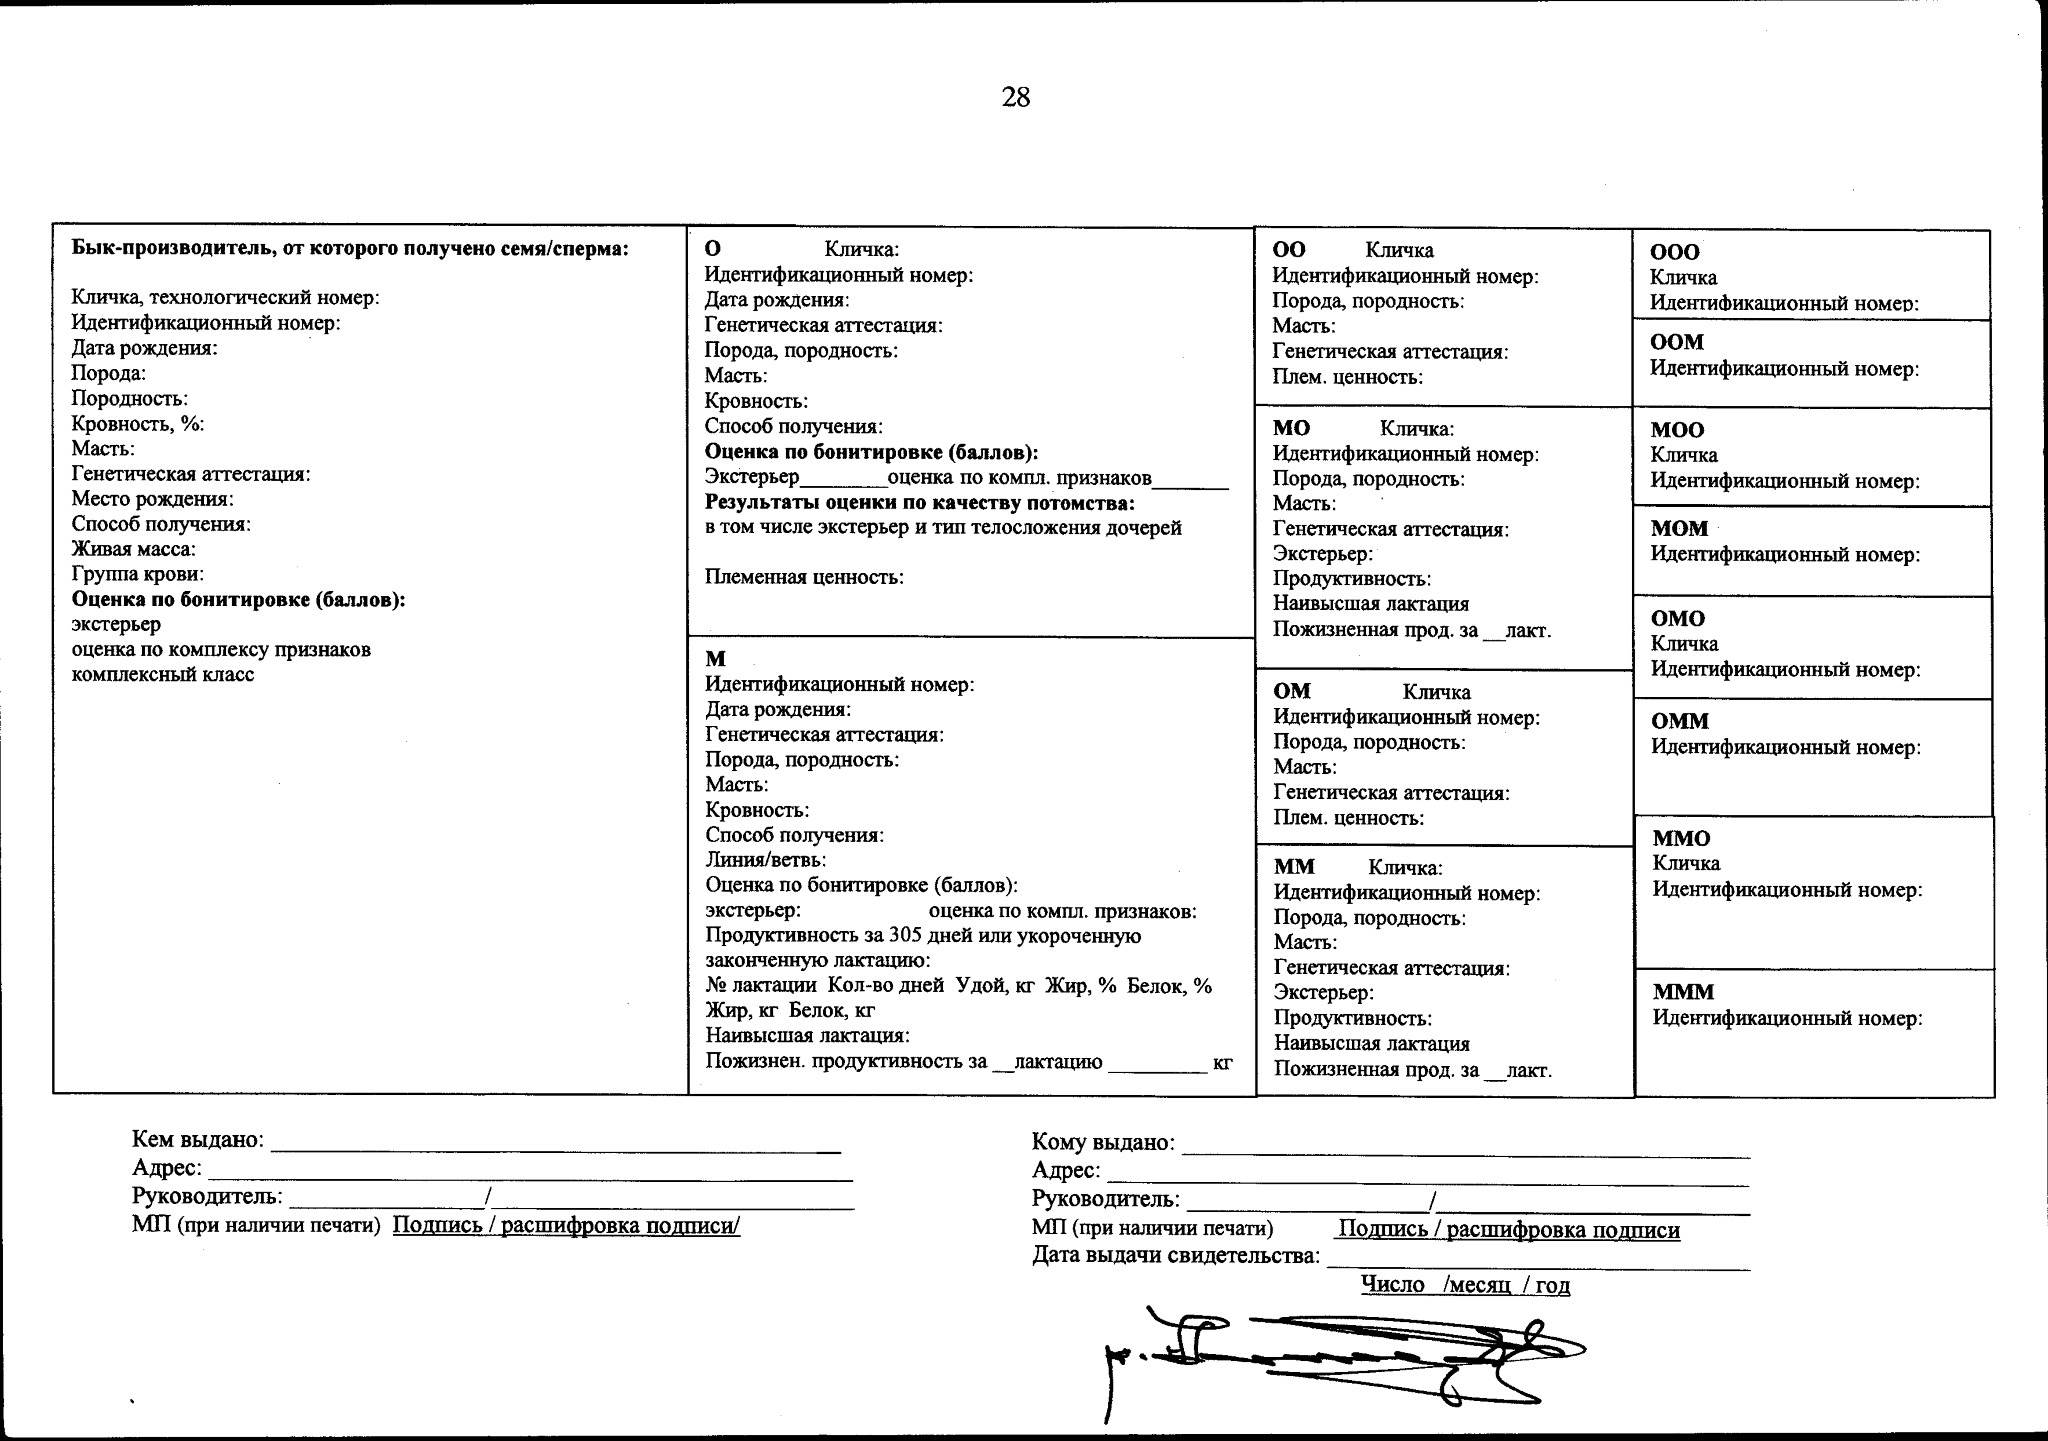 28
Бык-производитель, от которого получено семя/сперма:
Кличка, технологический номер:
Идентификационный номер:
Дата рождения:
Порода:
Породность:
Кровность, %:
Масть:
Генетическая аттестация:
Место рождения:
Способ получения:
Живая масса:
Группа крови:
Оценка по бонитировке (баллов):
экстерьер
оценка по комплексу признаков
комплексный класс
О Кличка:
Идентификационный номер:
Дата рождения:
Генетическая аттестация:
Порода, породность:
Масть:
Кровность:
Способ получения:
Оценка по бонитировке (баллов):
Экстерьер________оценка по компл. признаков_______
Результаты оценки по качеству потомства:
в том числе экстерьер и тип телосложения дочерей
Племенная ценность:
М
Идентификационный номер:
Дата рождения:
Генетическая аттестация:
Порода, породность:
Масть:
Кровность:
Способ получения:
Линия/ветвь:
Оценка по бонитировке (баллов):
экстерьер: оценка по компл. признаков:
Продуктивность за 305 дней или укороченную
законченную лактацию:
№ лактации Кол-во дней Удой, кг Жир, % Белок, %
Жир, кг Белок, кг
Наивысшая лактация:
Пожизнен. продуктивность за __лактацию _________ кг
ОО Кличка
Идентификационный номер:
Порода, породность:
Масть:
Генетическая аттестация:
Плем. ценность:
МО Кличка:
Идентификационный номер:
Порода, породность:
Масть:
Генетическая аттестация:
Экстерьер:
Продуктивность:
Наивысшая лактация
Пожизненная прод. за __лакт.
ОМ Кличка
Идентификационный номер:
Порода, породность:
Масть:
Генетическая аттестация:
Плем. ценность:
ММ Кличка:
Идентификационный номер:
Порода, породность:
Масть:
Генетическая аттестация:
Экстерьер:
Продуктивность:
Наивысшая лактация
Пожизненная прод. за __лакт.
ООО
Кличка
Идентификационный номер:
ООМ
Идентификационный номер:
МОО
Кличка
Идентификационный номер:
МОМ
Идентификационный номер:
ОМО
Кличка
Идентификационный номер:
ОММ
Идентификационный номер:
ММО
Кличка
Идентификационный номер:
МММ
Идентификационный номер:
Кем выдано: ____________________
Адрес: ____________________
Руководитель: __________/__________
МП (при наличии печати) Подпись / расшифровка подписи/
Кому выдано: ____________________
Адрес: ____________________
Руководитель: __________/__________
МП (при наличии печати) Подпись / расшифровка подписи
Дата выдачи свидетельства: ____________________
Число /месяц / год